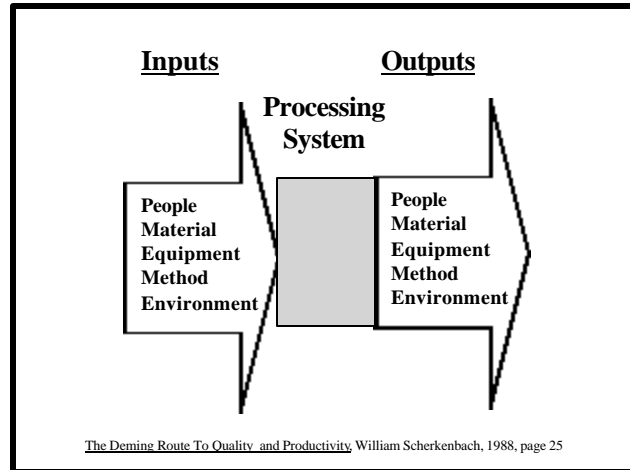 Inputs
Outputs
Processing
System
People
Material
Equipment
Method
Environment
People
Material
Equipment
Method
Environment
The Deming Route To Quality and Productivity, William Scherkenbach, 1988, page 25